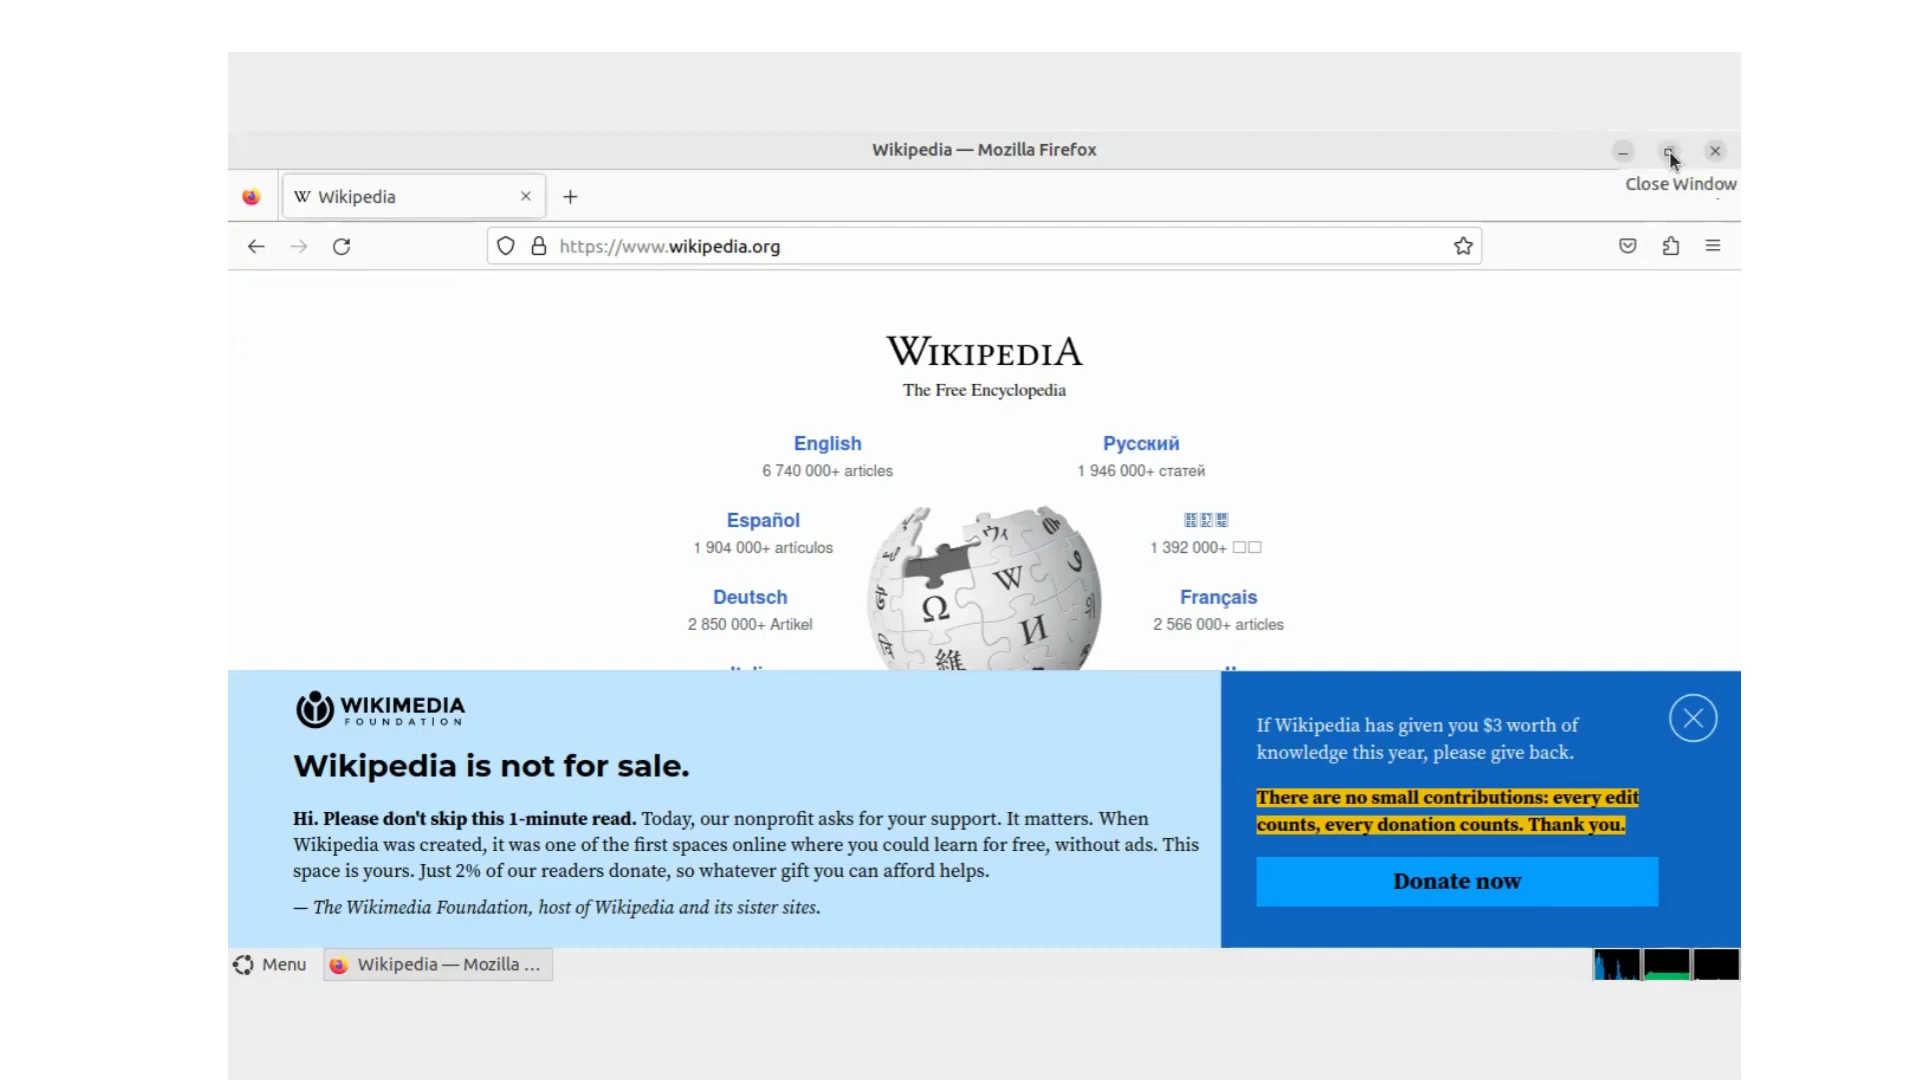 Wikipedia — Mozilla Firefox
W Wikipedia
Close Window
https://www.wikipedia.org
WIKIPEDIA
The Free Encyclopedia
English
6 740 000+ articles
Русский
1 946 000+ статей
Español
1 904 000+ artículos
1 392 000+
Deutsch
2 850 000+ Artikel
Français
2 566 000+ articles
Ω W И 維 ウィ
WIKIMEDIA
FOUNDATION
Wikipedia is not for sale.
Hi. Please don't skip this 1-minute read. Today, our nonprofit asks for your support. It matters. When
Wikipedia was created, it was one of the first spaces online where you could learn for free, without ads. This
space is yours. Just 2% of our readers donate, so whatever gift you can afford helps.
— The Wikimedia Foundation, host of Wikipedia and its sister sites.
If Wikipedia has given you $3 worth of
knowledge this year, please give back.
There are no small contributions: every edit
counts, every donation counts. Thank you.
Donate now
Menu
Wikipedia — Mozilla ...